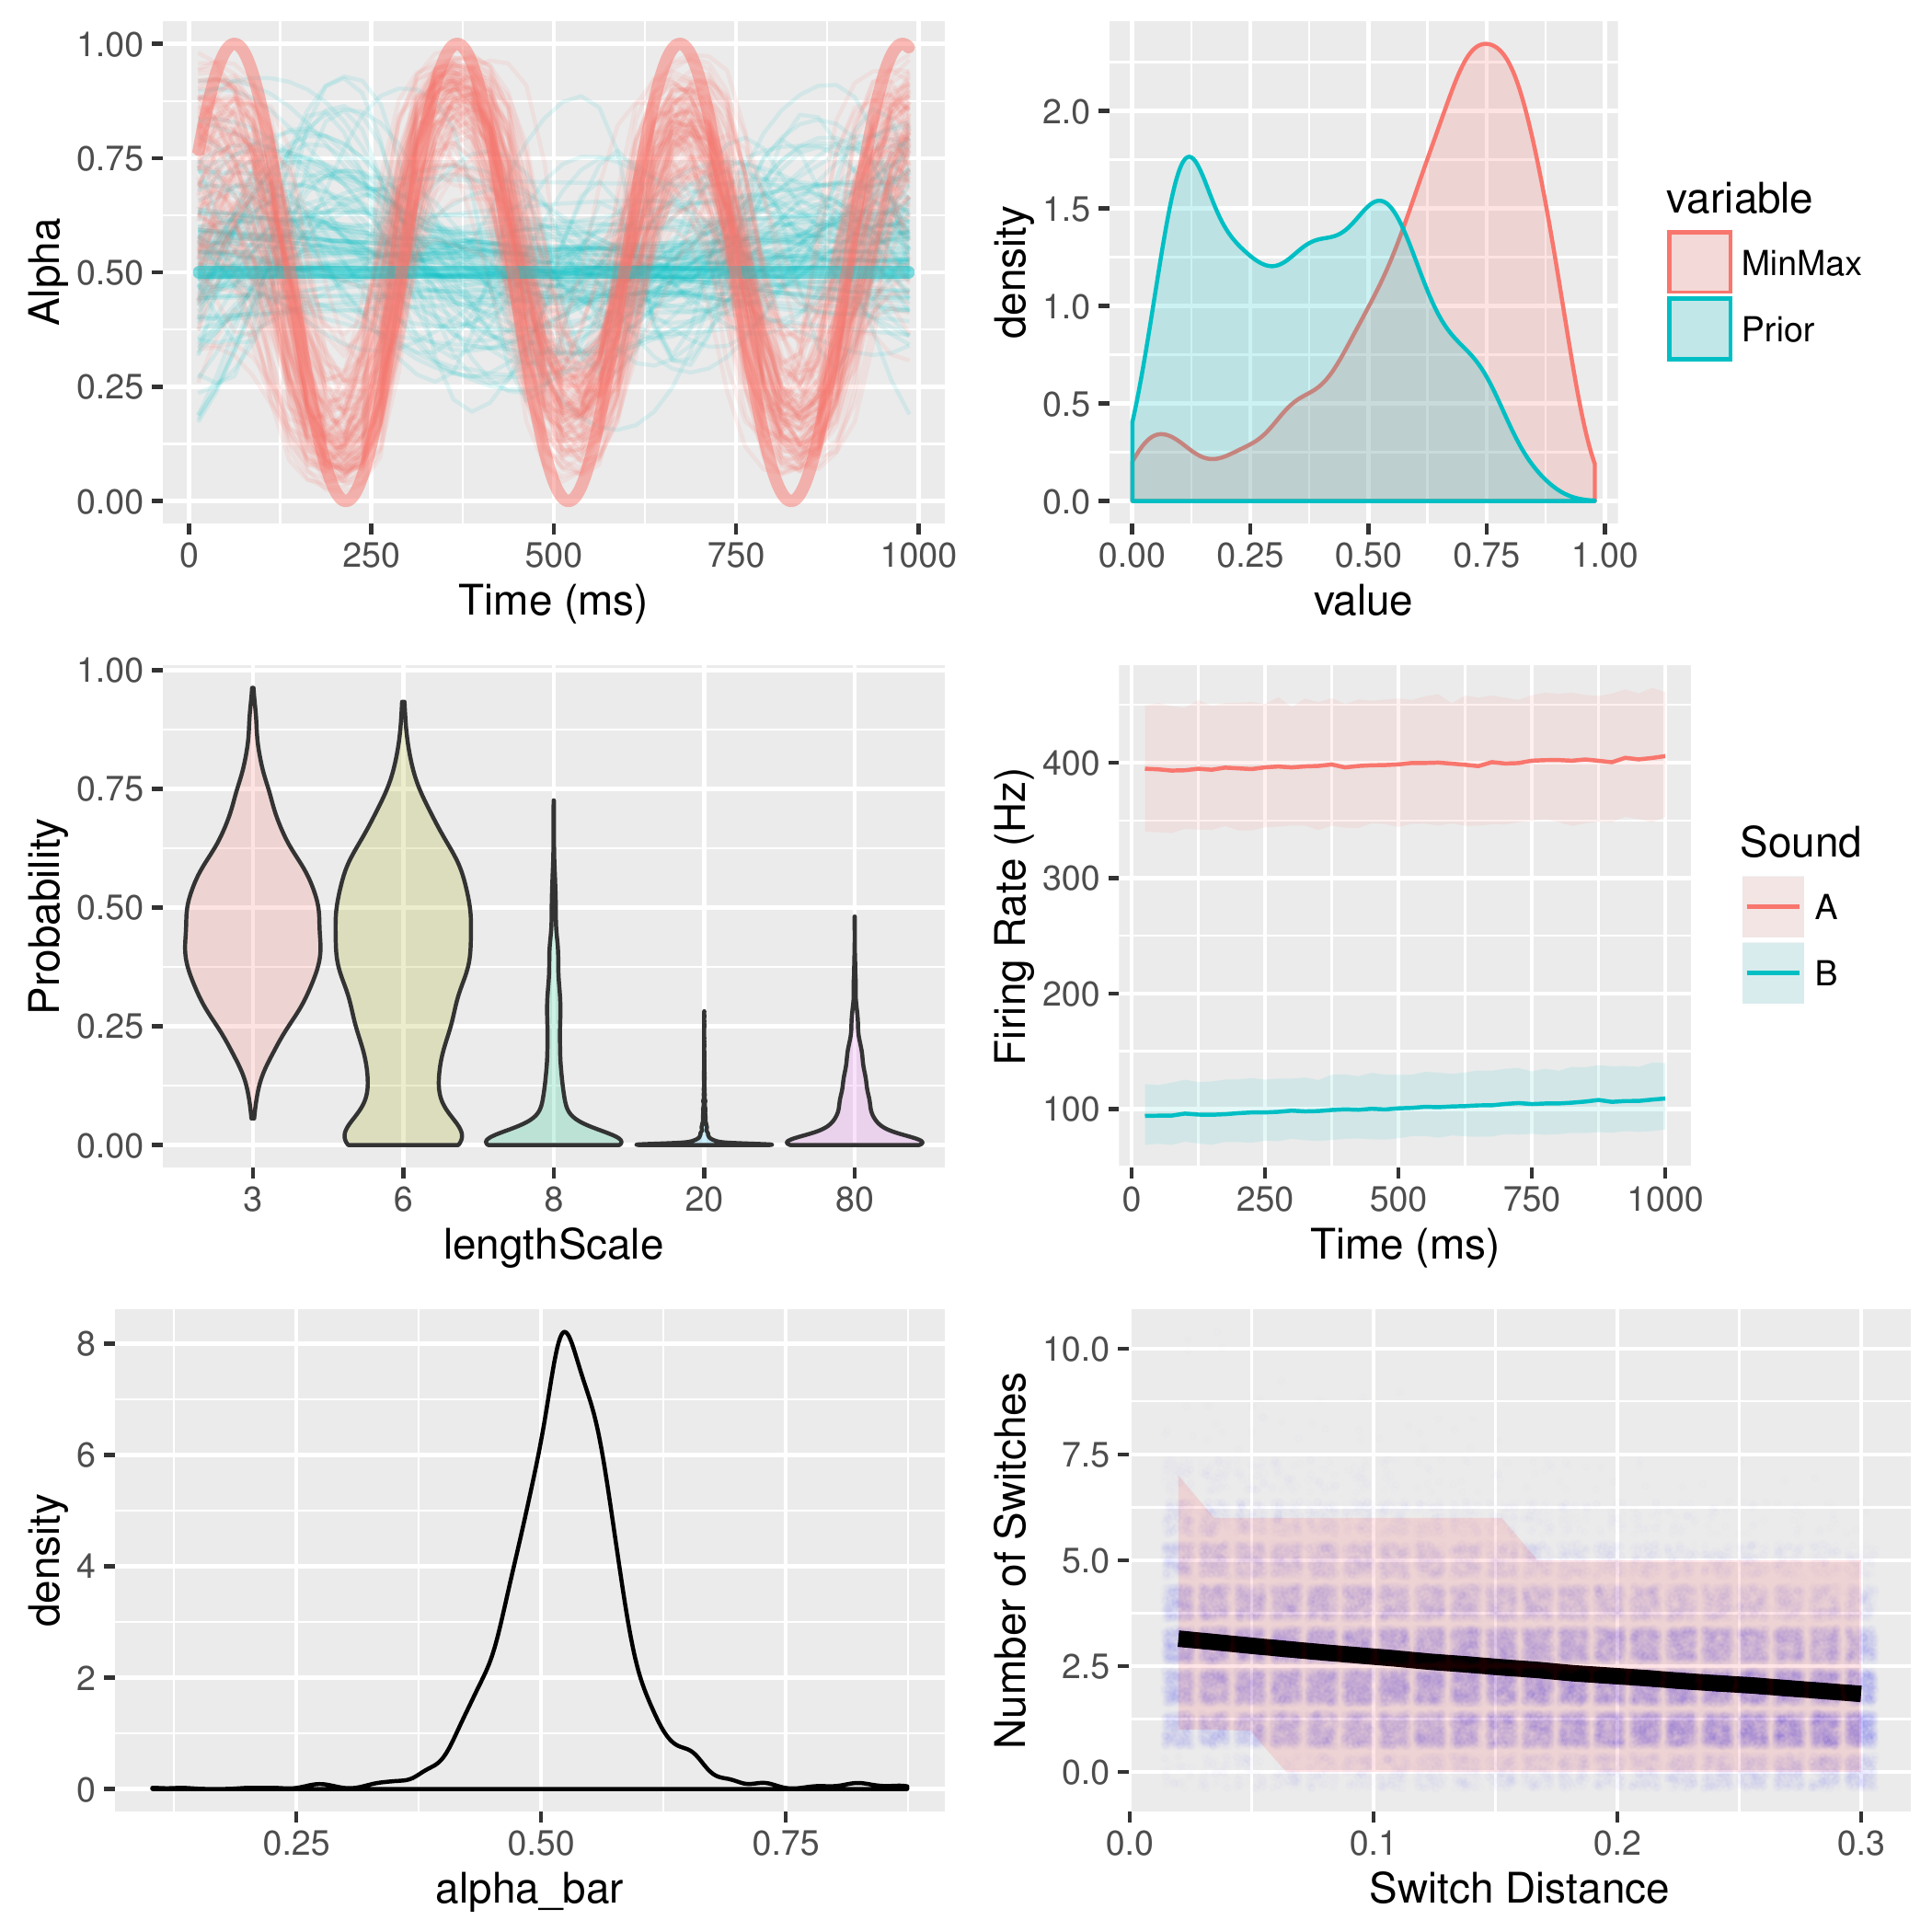 Alpha
1.00
0.75
0.50
0.25
0.00
0 250 500 750 1000
Time (ms)
density
2.0
1.5
1.0
0.5
0.0
0.00 0.25 0.50 0.75 1.00
value
variable
MinMax
Prior
Probability
1.00
0.75
0.50
0.25
0.00
3 6 8 20 80
lengthScale
Firing Rate (Hz)
400
300
200
100
0 250 500 750 1000
Time (ms)
Sound
A
B
density
8
6
4
2
0
0.25 0.50 0.75
alpha_bar
Number of Switches
10.0
7.5
5.0
2.5
0.0
0.0 0.1 0.2 0.3
Switch Distance